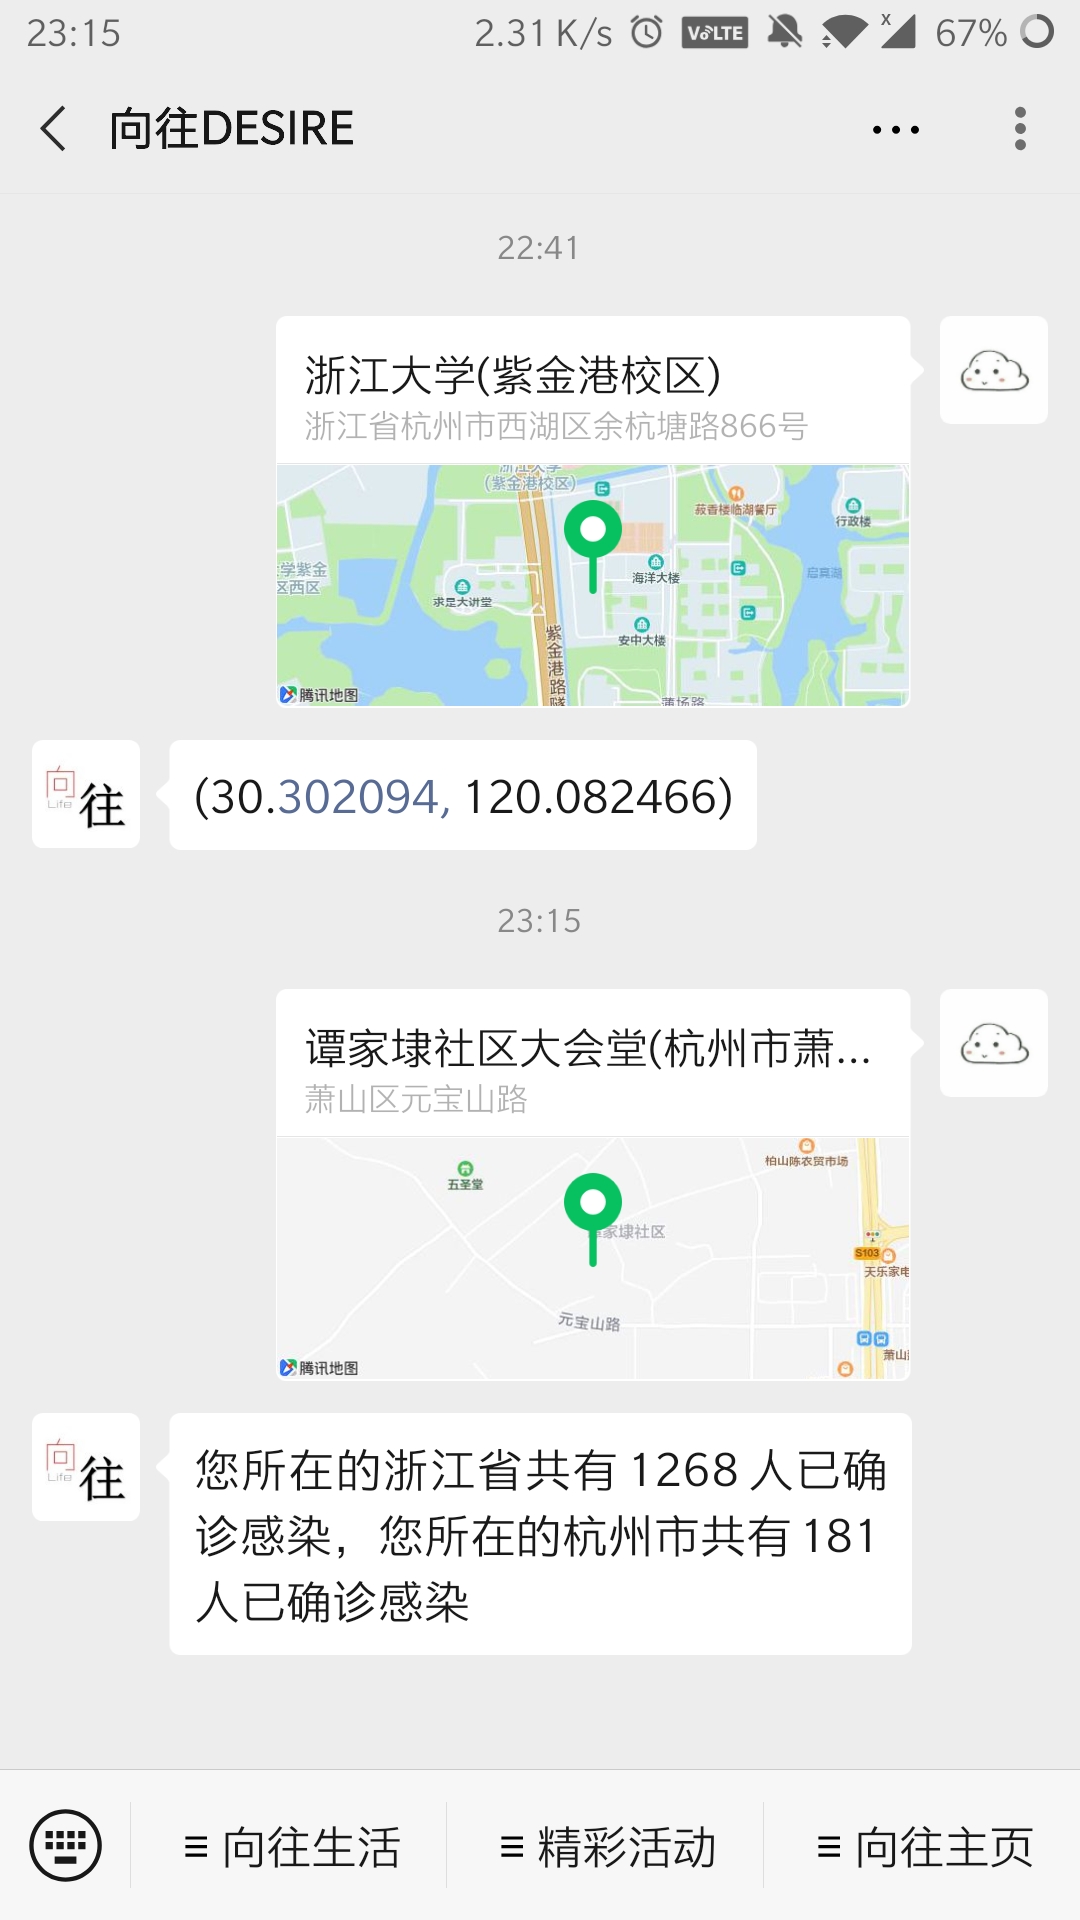 23:15 2.31 K/s VoLTE x 67%
向往DESIRE
22:41
浙江大学(紫金港校区)
浙江省杭州市西湖区余杭塘路866号
浙江大学
(紫金港校区)
菽香楼临湖餐厅
行政楼
学紫金
区西区
海洋大楼
启真湖
求是大讲堂
安中大楼
紫金港路隧
腾讯地图
向往
Life
(30.302094, 120.082466)
23:15
谭家埭社区大会堂(杭州市萧...
萧山区元宝山路
柏山陈农贸市场
五圣堂
家埭社区
S103
天乐家电
元宝山路
萧山
腾讯地图
向往
Life
您所在的浙江省共有 1268 人已确
诊感染，您所在的杭州市共有 181
人已确诊感染
向往生活 精彩活动 向往主页